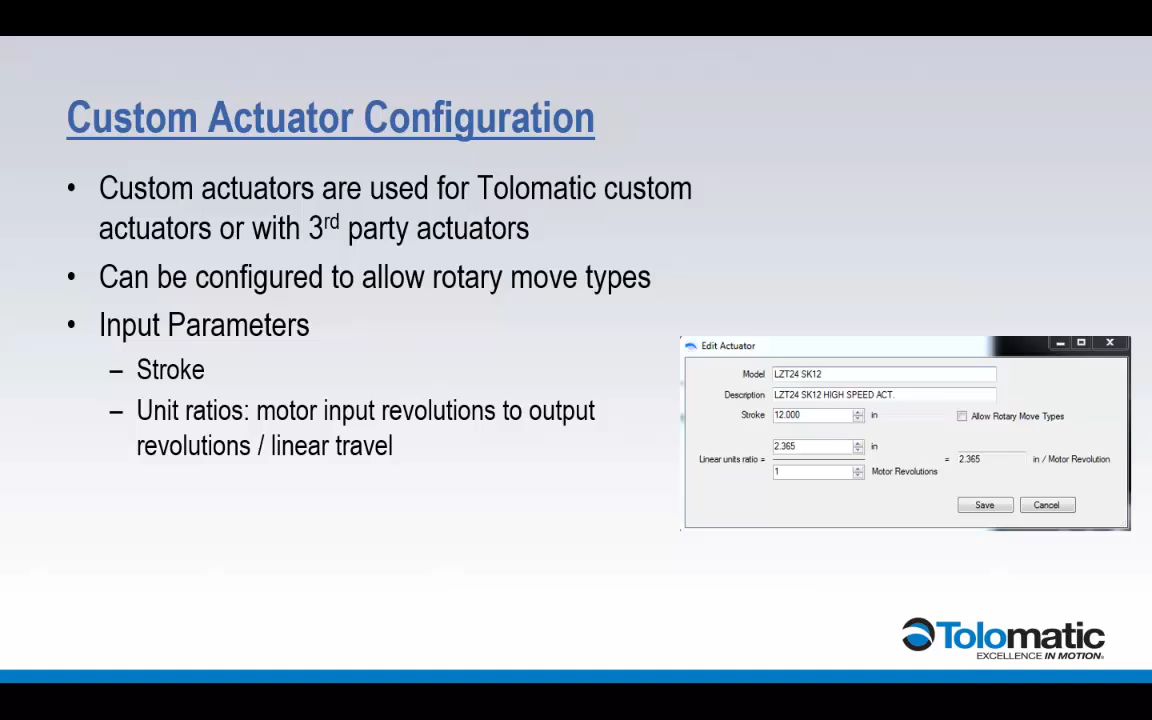 Custom Actuator Configuration
• Custom actuators are used for Tolomatic custom
actuators or with 3rd party actuators
• Can be configured to allow rotary move types
• Input Parameters
– Stroke
– Unit ratios: motor input revolutions to output
revolutions / linear travel
Edit Actuator
Model LZT24 SK12
Description LZT24 SK12 HIGH SPEED ACT.
Stroke 12.000 in Allow Rotary Move Types
2.365 in
Linear units ratio = = 2.365 in / Motor Revolution
1 Motor Revolutions
Save Cancel
Tolomatic
EXCELLENCE IN MOTION®